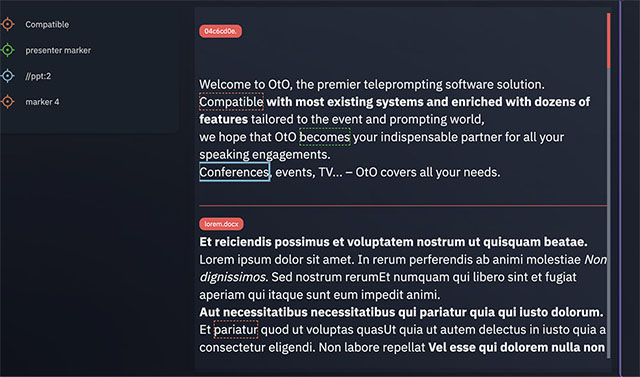 Compatible
presenter marker
//ppt:2
marker 4
04c6cd0e.
Welcome to OtO, the premier teleprompting software solution.
Compatible with most existing systems and enriched with dozens of
features tailored to the event and prompting world,
we hope that OtO becomes your indispensable partner for all your
speaking engagements.
Conferences, events, TV... – OtO covers all your needs.
lorem.docx
Et reiciendis possimus et voluptatem nostrum ut quisquam beatae.
Lorem ipsum dolor sit amet. In rerum perferendis ab animi molestiae Non
dignissimos. Sed nostrum rerumEt numquam qui libero sint et fugiat
aperiam qui itaque sunt eum impedit animi.
Aut necessitatibus necessitatibus qui pariatur quia qui iusto dolorum.
Et pariatur quod ut voluptas quasUt quia ut autem delectus in iusto quia a
consectetur eligendi. Non labore repellat Vel esse qui dolorem nulla non